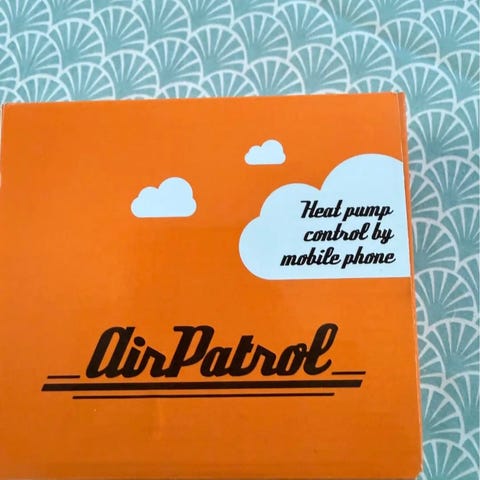 Heat pump
control by
mobile phone
AirPatrol